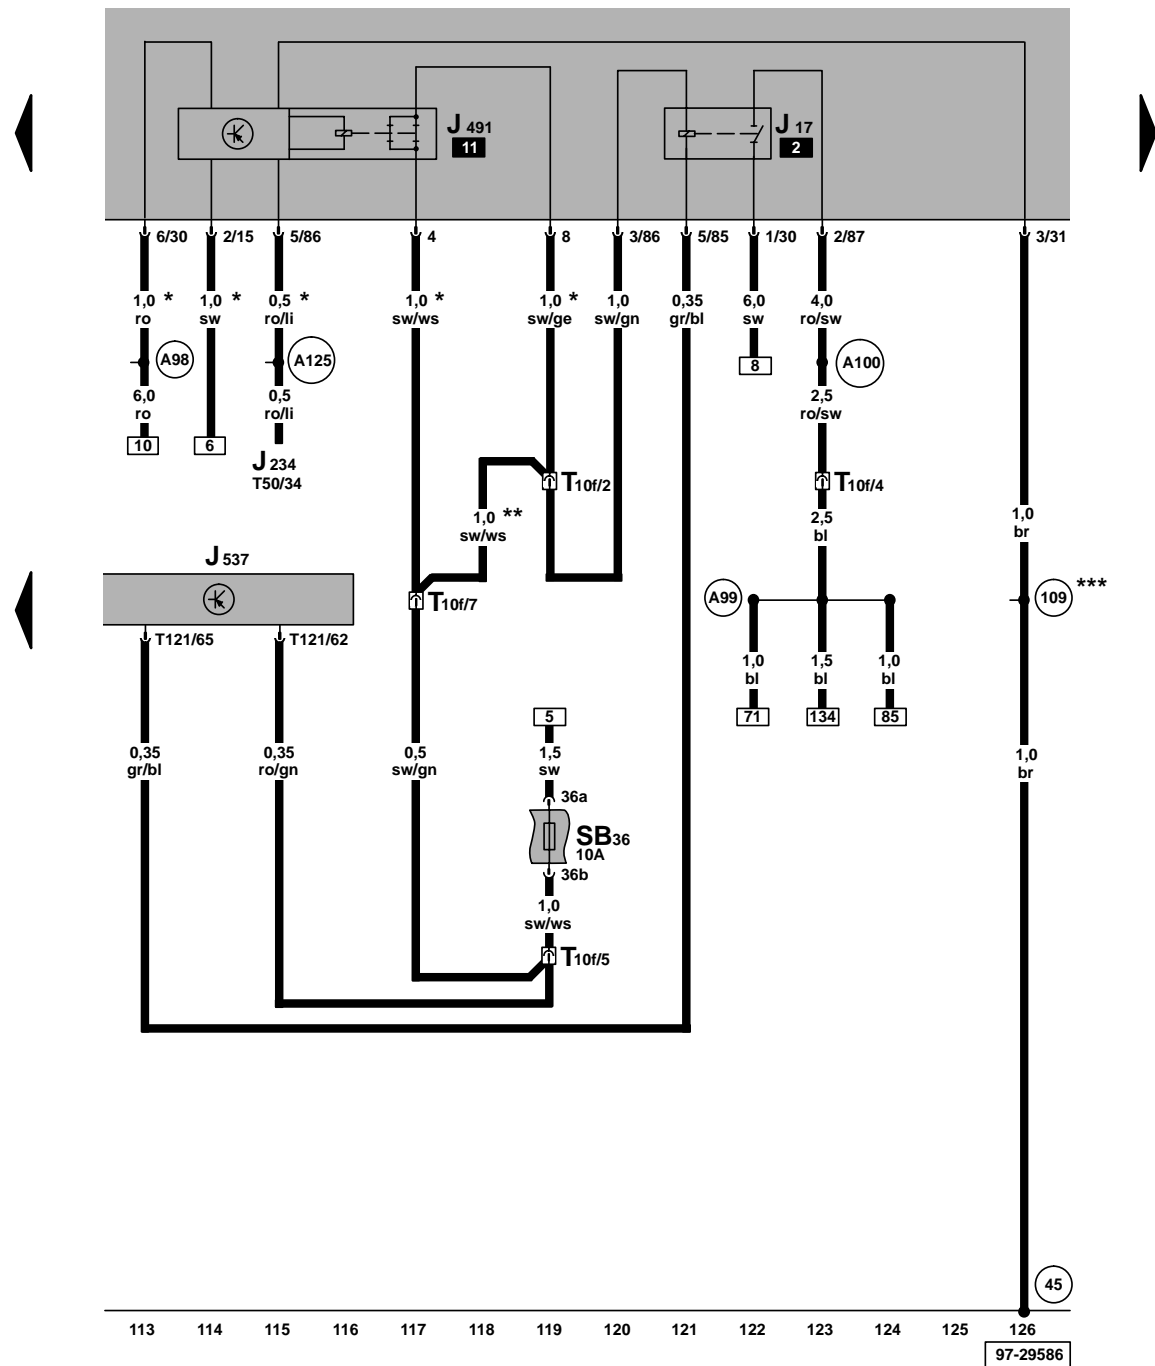 J 491
11
J 17
2
6/30 2/15 5/86 4 8 3/86 5/85 1/30 2/87 3/31
1,0 * 1,0 * 0,5 * 1,0 * 1,0 * 1,0 0,35 6,0 4,0
ro sw ro/li sw/ws sw/ge sw/gn gr/bl sw ro/sw
A98 A125 8 A100
6,0 0,5 2,5
ro ro/li ro/sw
10 6
J 234
T50/34
T10f/2 T10f/4
1,0 ** 2,5 1,0
sw/ws bl br
J 537
A99 109 ***
T10f/7
T121/65 T121/62
1,0 1,5 1,0
bl bl bl
5 71 134 85
0,35 0,35 0,5 1,5 1,0
gr/bl ro/gn sw/gn sw br
36a
SB36
10A
36b
1,0
sw/ws
T10f/5
45
113 114 115 116 117 118 119 120 121 122 123 124 125 126
97-29586